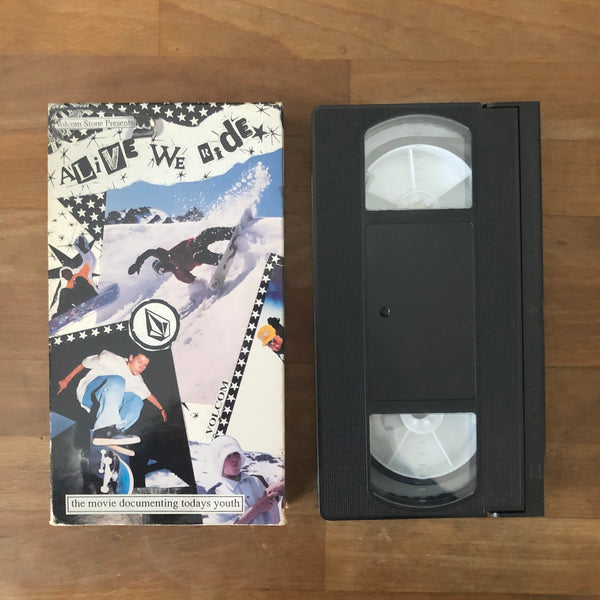 Volcom Stone Presents
ALiVE WE RidE
VOLCOM
the movie documenting todays youth